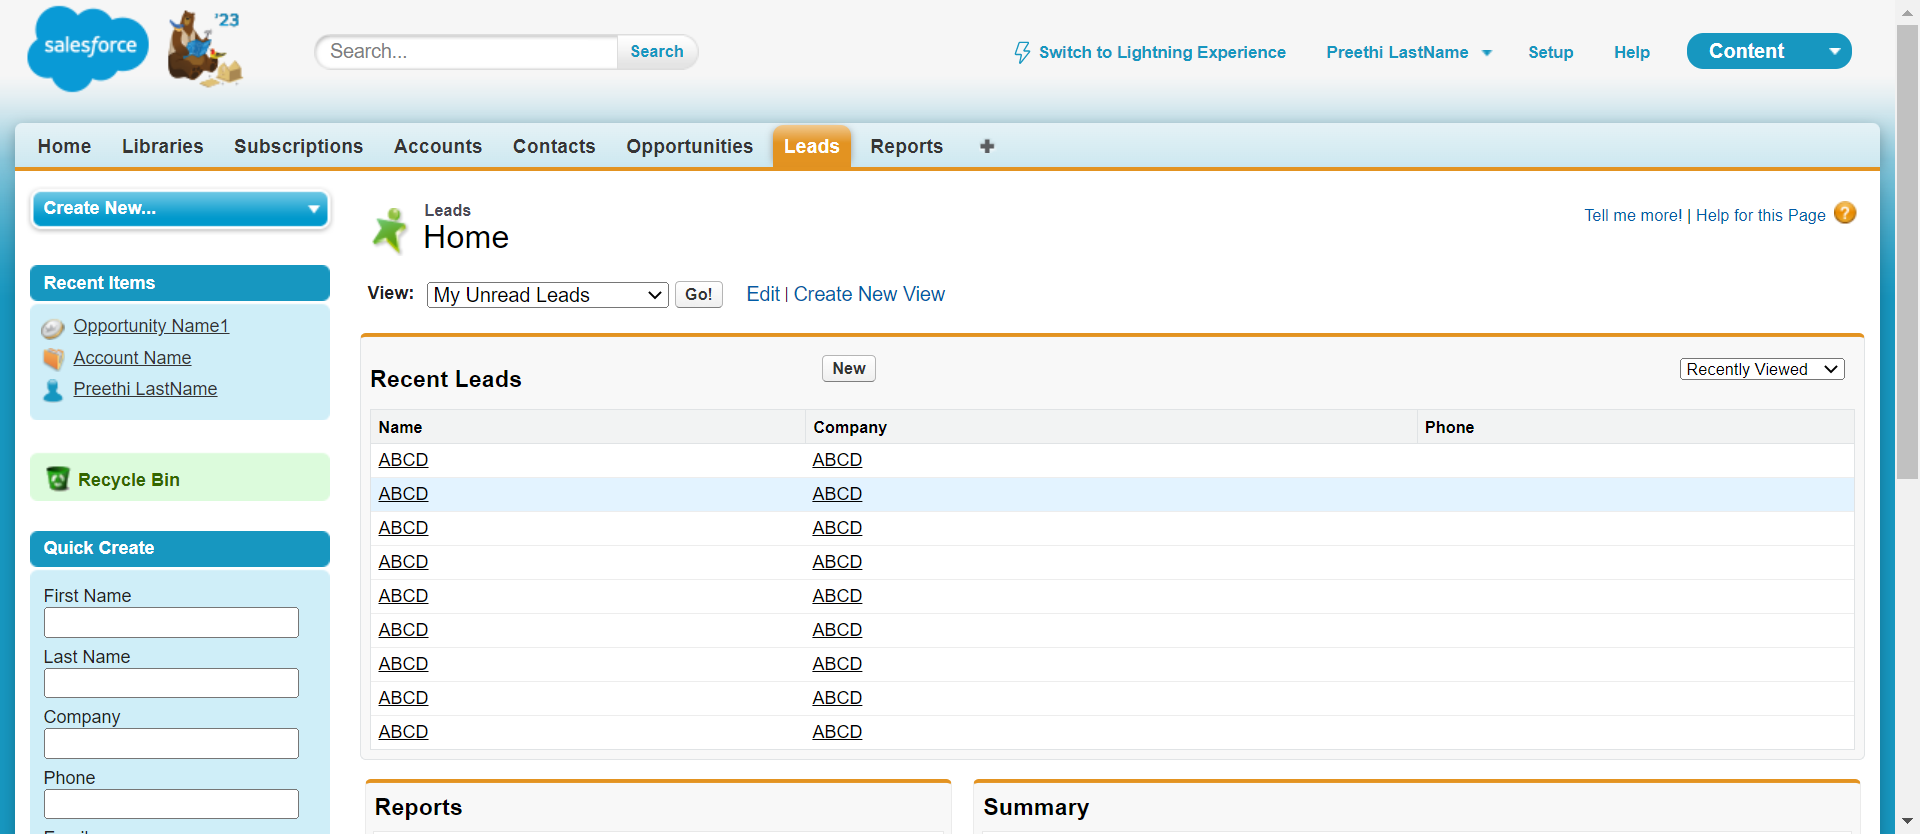 salesforce
'23
Search...
Search
Switch to Lightning Experience
Preethi LastName
Setup
Help
Content
Home
Libraries
Subscriptions
Accounts
Contacts
Opportunities
Leads
Reports
Create New...
Leads
Home
Tell me more! | Help for this Page
?
View:
My Unread Leads
Go!
Edit | Create New View
Recent Items
Opportunity Name1
Account Name
Preethi LastName
Recycle Bin
Quick Create
First Name
Last Name
Company
Phone
Recent Leads
New
Recently Viewed
Name Company Phone
ABCD ABCD
ABCD ABCD
ABCD ABCD
ABCD ABCD
ABCD ABCD
ABCD ABCD
ABCD ABCD
ABCD ABCD
ABCD ABCD
Reports
Summary